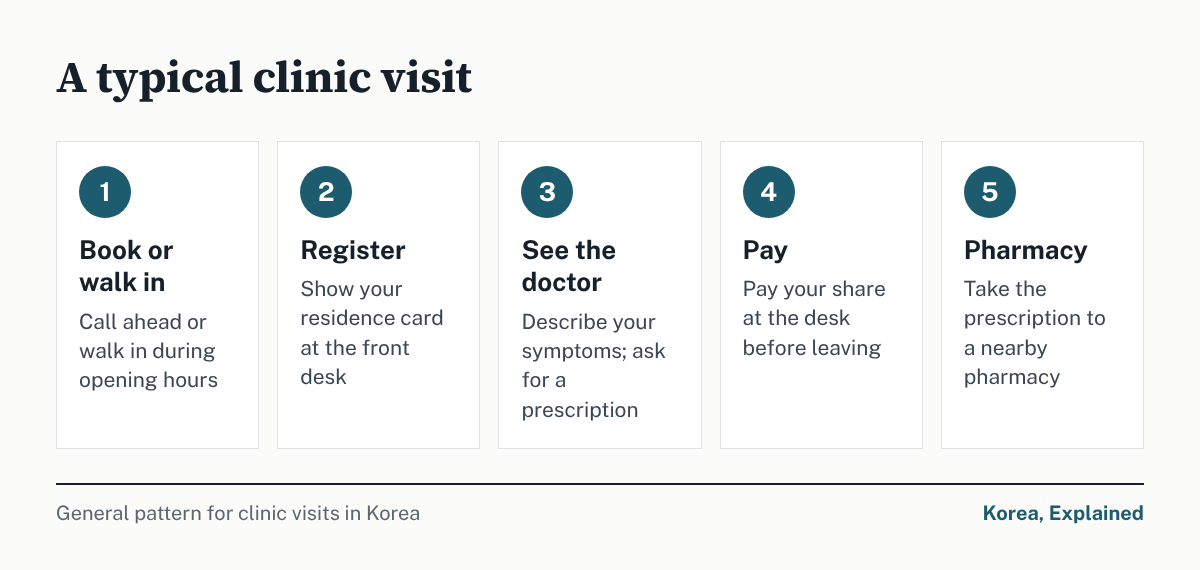 A typical clinic visit
1
Book or
walk in
Call ahead or
walk in during
opening hours
2
Register
Show your
residence card
at the front
desk
3
See the
doctor
Describe your
symptoms; ask
for a
prescription
4
Pay
Pay your share
at the desk
before leaving
5
Pharmacy
Take the
prescription to
a nearby
pharmacy
General pattern for clinic visits in Korea
Korea, Explained